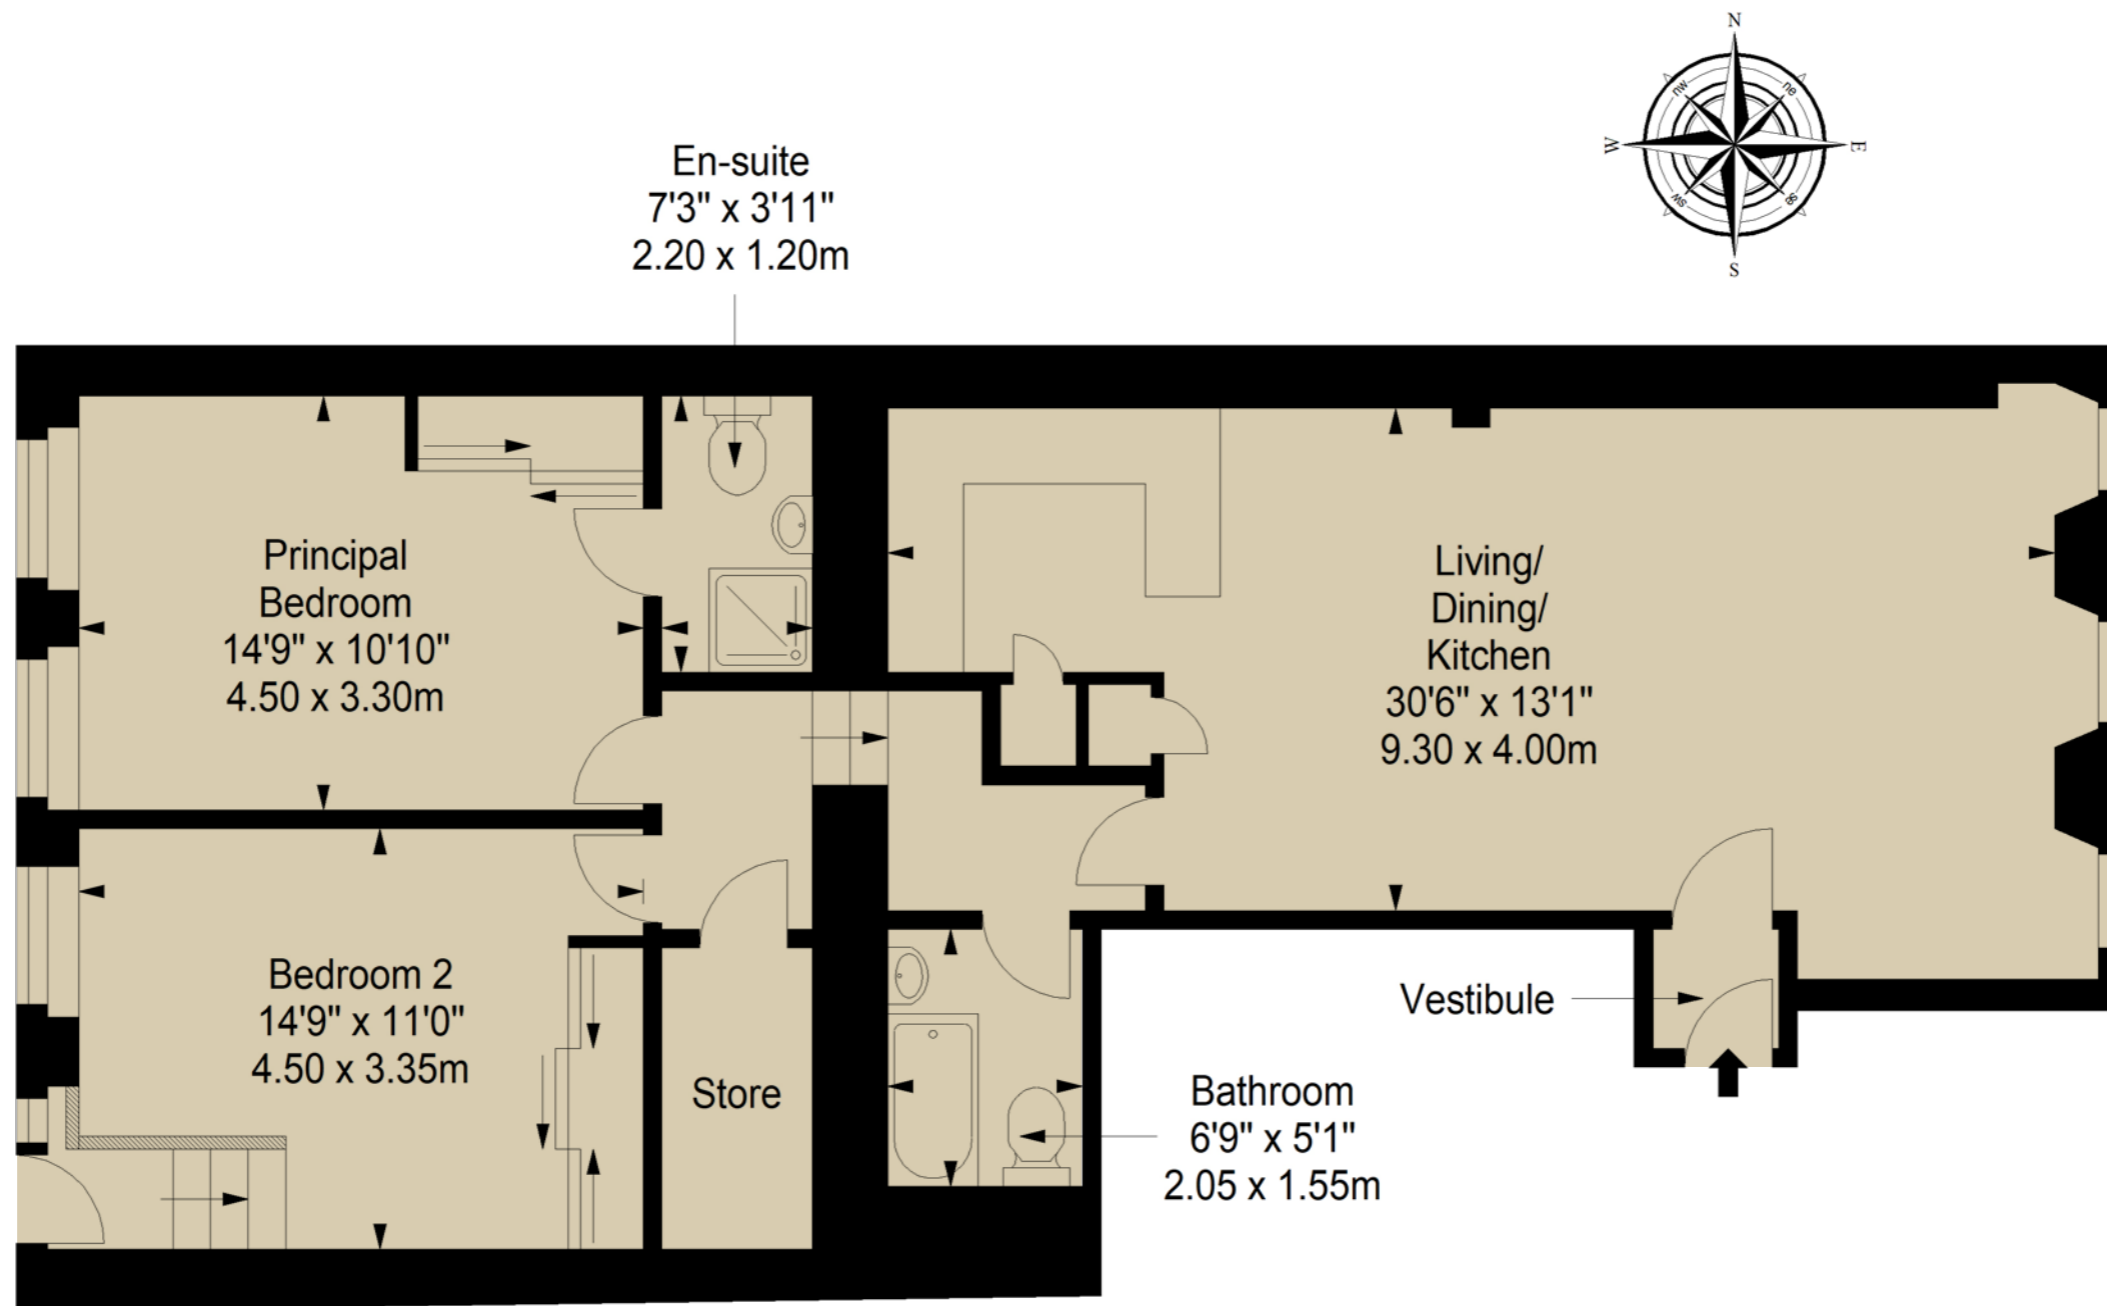 N
nw
ne
W
E
sw
se
S
En-suite
7'3" x 3'11"
2.20 x 1.20m
Principal
Bedroom
14'9" x 10'10"
4.50 x 3.30m
Living/
Dining/
Kitchen
30'6" x 13'1"
9.30 x 4.00m
Bedroom 2
14'9" x 11'0"
4.50 x 3.35m
Store
Vestibule
Bathroom
6'9" x 5'1"
2.05 x 1.55m